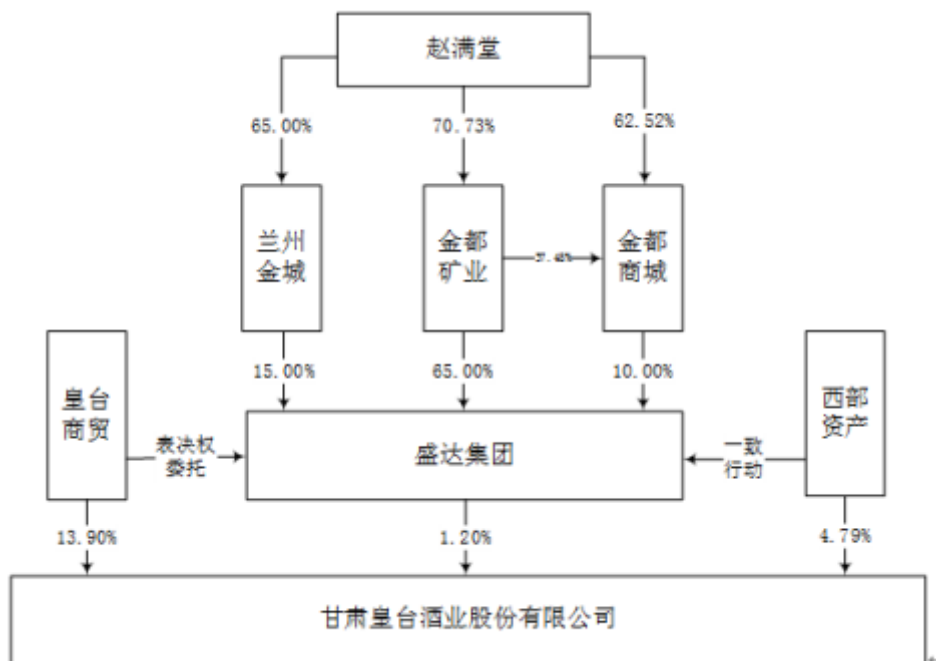 赵满堂
65.00%
70.73%
62.52%
兰州
金城
金都
矿业
金都
商城
皇台
商贸
西部
资产
15.00%
65.00%
10.00%
表决权
委托
盛达集团
一致
行动
13.90%
1.20%
4.79%
甘肃皇台酒业股份有限公司